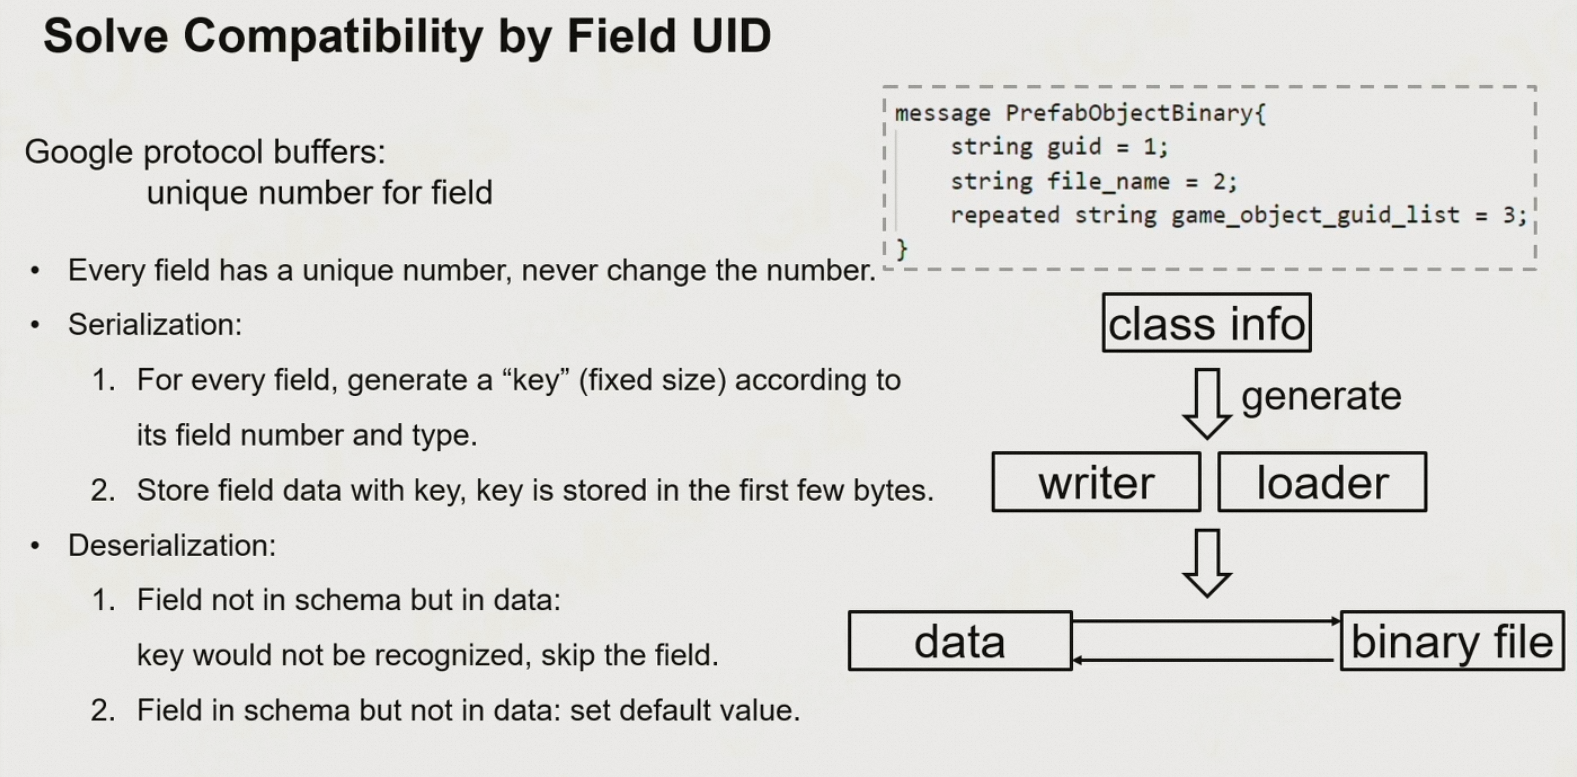 Solve Compatibility by Field UID
Google protocol buffers:
unique number for field
• Every field has a unique number, never change the number.
• Serialization:
1. For every field, generate a “key” (fixed size) according to
its field number and type.
2. Store field data with key, key is stored in the first few bytes.
• Deserialization:
1. Field not in schema but in data:
key would not be recognized, skip the field.
2. Field in schema but not in data: set default value.
message PrefabObjectBinary{
string guid = 1;
string file_name = 2;
repeated string game_object_guid_list = 3;
}
class info
generate
writer
loader
data
binary file